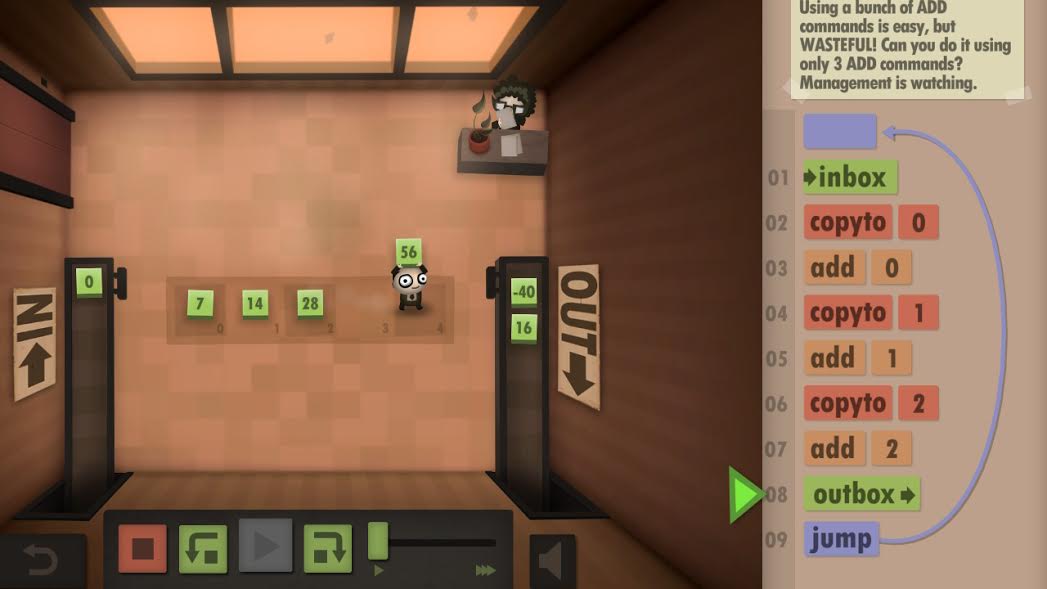 Using a bunch of ADD
commands is easy, but
WASTEFUL! Can you do it using
only 3 ADD commands?
Management is watching.
01 inbox
02 copyto 0
03 add 0
04 copyto 1
05 add 1
06 copyto 2
07 add 2
08 outbox
09 jump
56
0
7 14 28
0 1 2 3 4
-40
16
IN
OUT